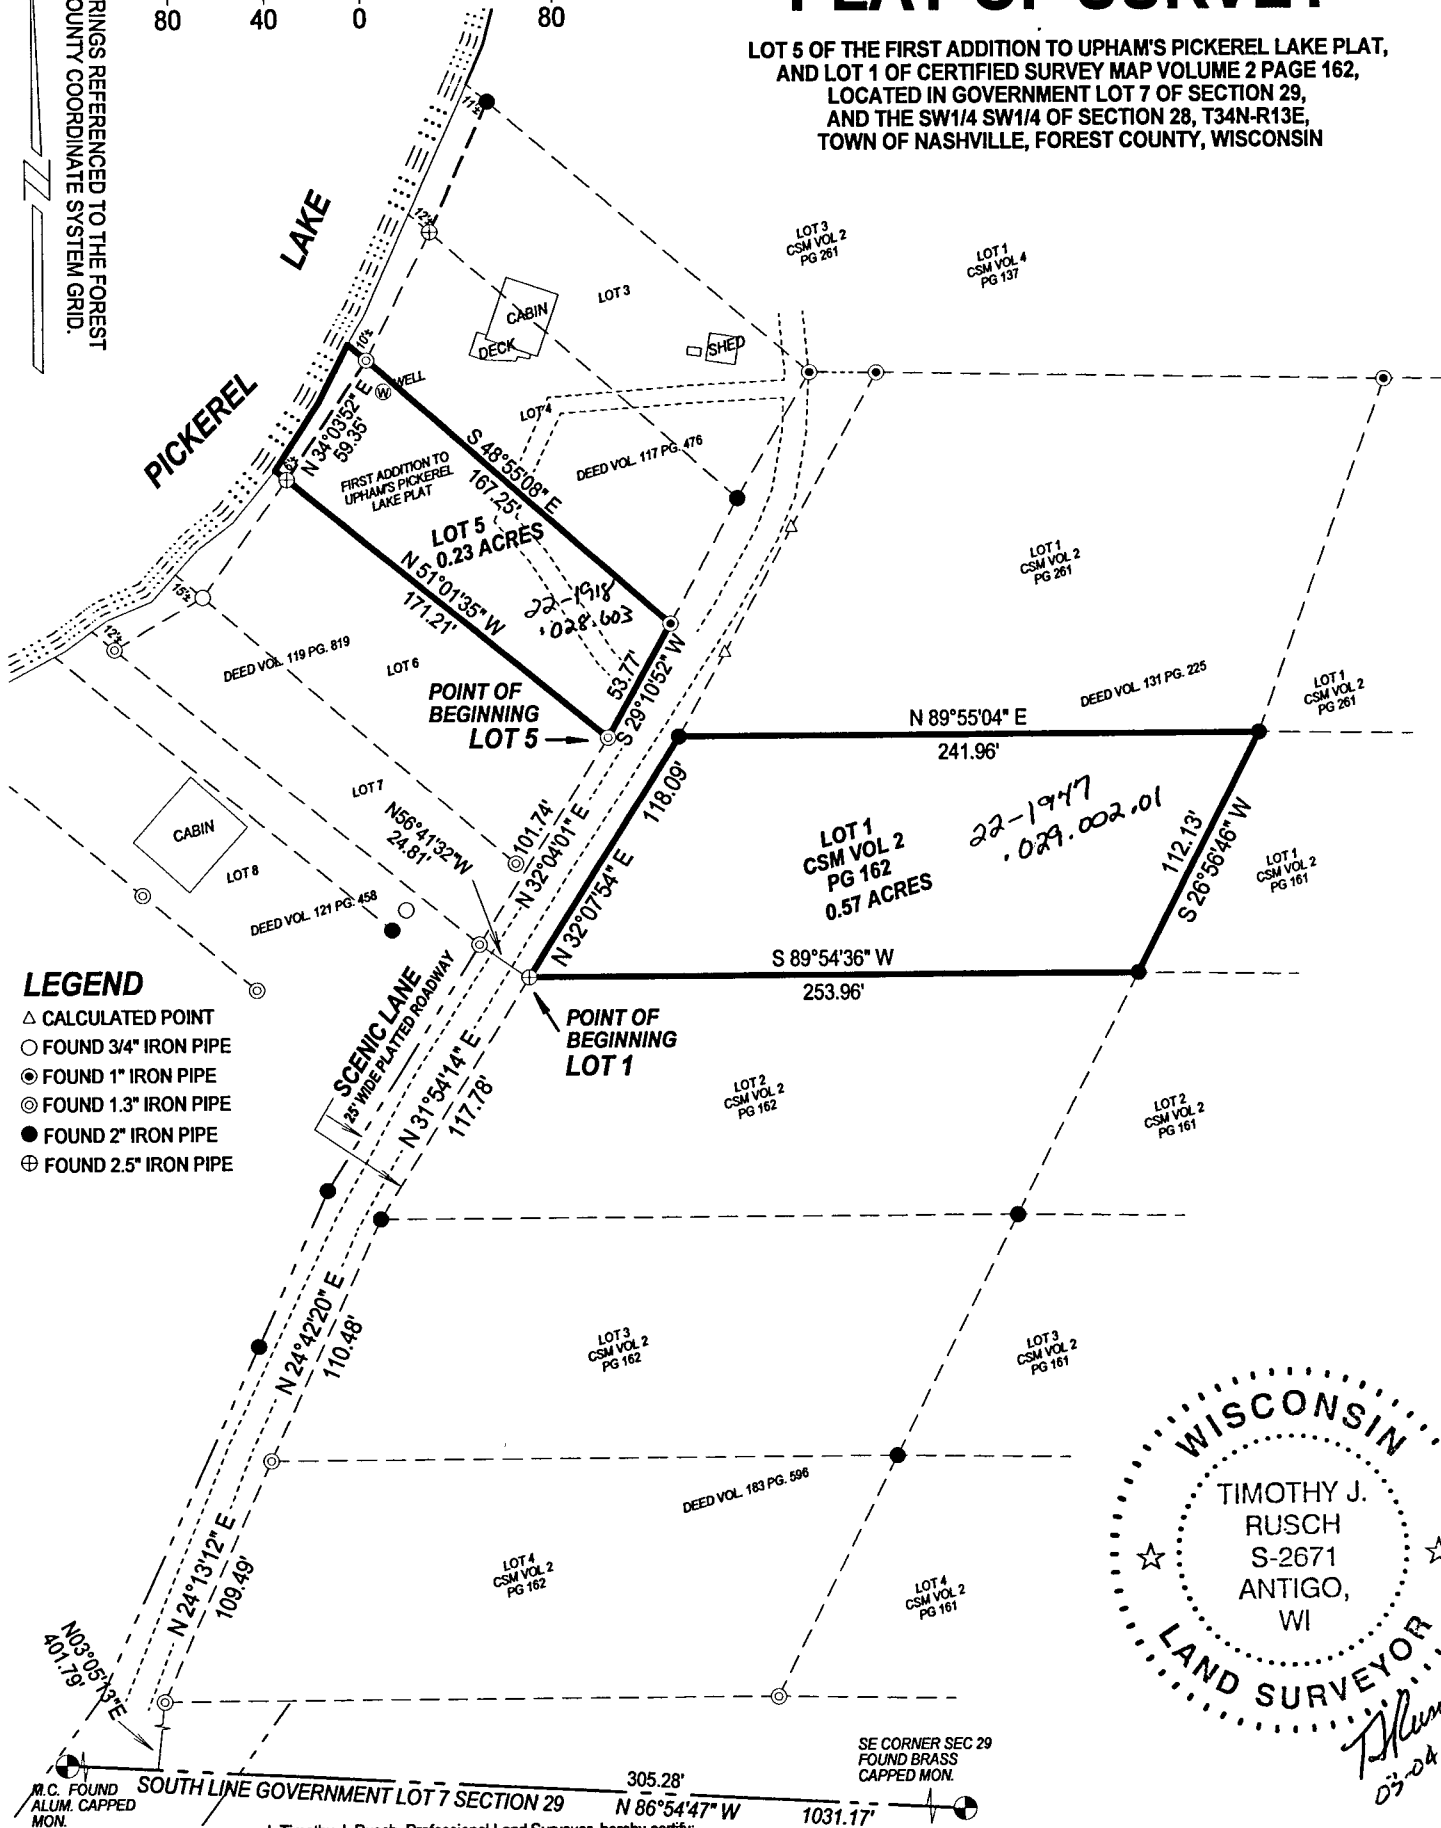 80 40 0 80
RINGS REFERENCED TO THE FOREST
OUNTY COORDINATE SYSTEM GRID.
LOT 5 OF THE FIRST ADDITION TO UPHAM'S PICKEREL LAKE PLAT,
AND LOT 1 OF CERTIFIED SURVEY MAP VOLUME 2 PAGE 162,
LOCATED IN GOVERNMENT LOT 7 OF SECTION 29,
AND THE SW1/4 SW1/4 OF SECTION 28, T34N-R13E,
TOWN OF NASHVILLE, FOREST COUNTY, WISCONSIN
11'±
12'±
LAKE
PICKEREL
LOT 3
CSM VOL 2
PG 261
LOT 1
CSM VOL 4
PG 137
LOT 3
CABIN
DECK
SHED
10'±
W
WELL
LOT 4
N 34°03'52" E
59.35'
6'±
S 48°55'08" E
167.25'
DEED VOL. 117 PG. 476
FIRST ADDITION TO
UPHAM'S PICKEREL
LAKE PLAT
LOT 5
0.23 ACRES
N 51°01'35" W
171.21'
22-1918
.028.603
53.77'
S 29°10'52" W
LOT 1
CSM VOL 2
PG 261
15'±
12'±
DEED VOL. 119 PG. 819
LOT 6
POINT OF
BEGINNING
LOT 5
DEED VOL. 131 PG. 225
LOT 1
CSM VOL 2
PG 261
N 89°55'04" E
241.96'
LOT 7
CABIN
LOT 8
N56°41'32"W
24.81'
101.74'
N 32°04'01" E
118.09'
N 32°07'54" E
LOT 1
CSM VOL 2
PG 162
0.57 ACRES
22-1947
.029.002.01
112.13'
S 26°56'46" W
LOT 1
CSM VOL 2
PG 161
DEED VOL. 121 PG. 458
S 89°54'36" W
253.96'
LEGEND
CALCULATED POINT
FOUND 3/4" IRON PIPE
FOUND 1" IRON PIPE
FOUND 1.3" IRON PIPE
FOUND 2" IRON PIPE
FOUND 2.5" IRON PIPE
SCENIC LANE
25' WIDE PLATTED ROADWAY
POINT OF
BEGINNING
LOT 1
N 31°54'14" E
117.78'
LOT 2
CSM VOL 2
PG 162
LOT 2
CSM VOL 2
PG 161
N 24°42'20" E
110.48'
LOT 3
CSM VOL 2
PG 162
LOT 3
CSM VOL 2
PG 161
DEED VOL. 183 PG. 596
N 24°13'12" E
109.49'
LOT 4
CSM VOL 2
PG 162
LOT 4
CSM VOL 2
PG 161
N03°05'13"E
401.79'
WISCONSIN
TIMOTHY J.
RUSCH
S-2671
ANTIGO,
WI
LAND SURVEYOR
03-04
SE CORNER SEC 29
FOUND BRASS
CAPPED MON.
M.C. FOUND
ALUM. CAPPED
MON.
SOUTH LINE GOVERNMENT LOT 7 SECTION 29
305.28'
N 86°54'47" W 1031.17'